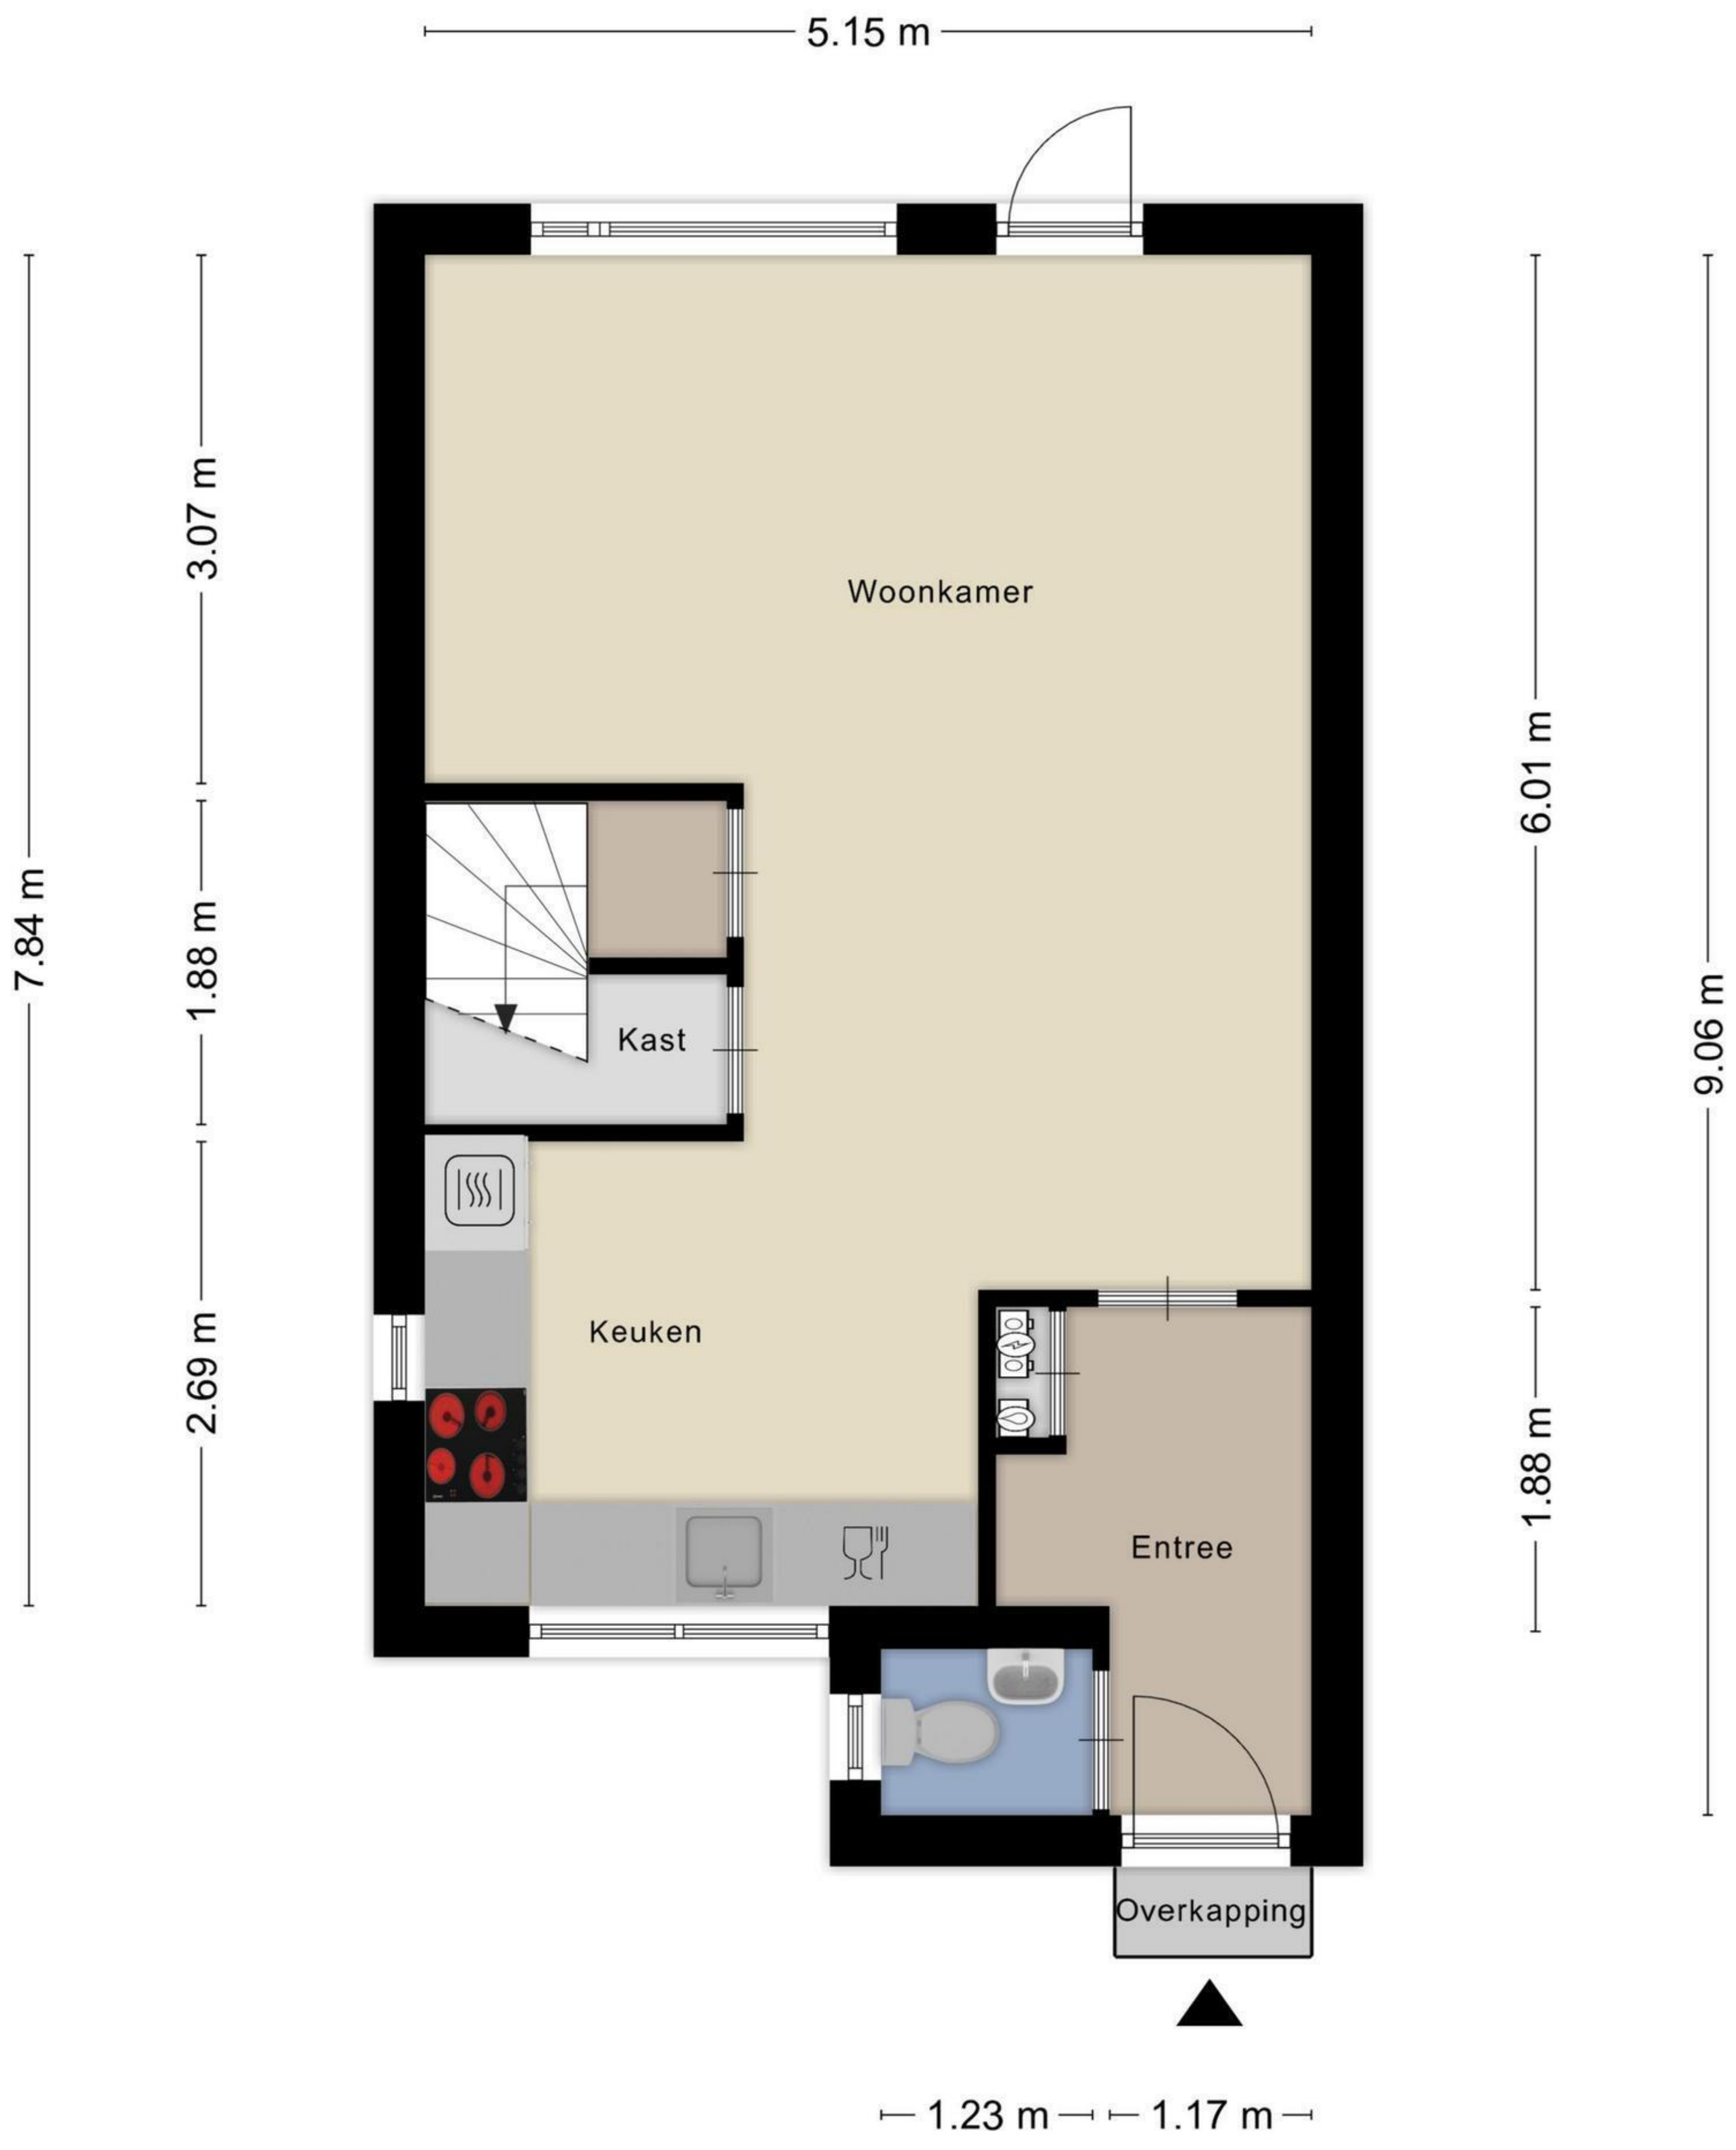 5.15 m
Woonkamer
3.07 m
6.01 m
7.84 m
1.88 m
Kast
9.06 m
Keuken
2.69 m
1.88 m
Entree
Overkapping
1.23 m
1.17 m